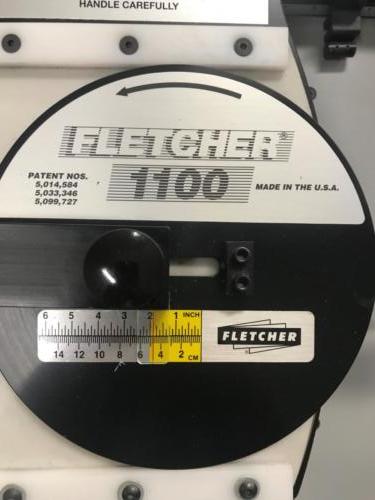 HANDLE CAREFULLY
FLETCHER®
1100
PATENT NOS.
5,014,584
5,033,346
5,099,727
MADE IN THE U.S.A.
6 5 4 3 2 1 INCH
14 12 10 8 6 4 2 CM
FLETCHER